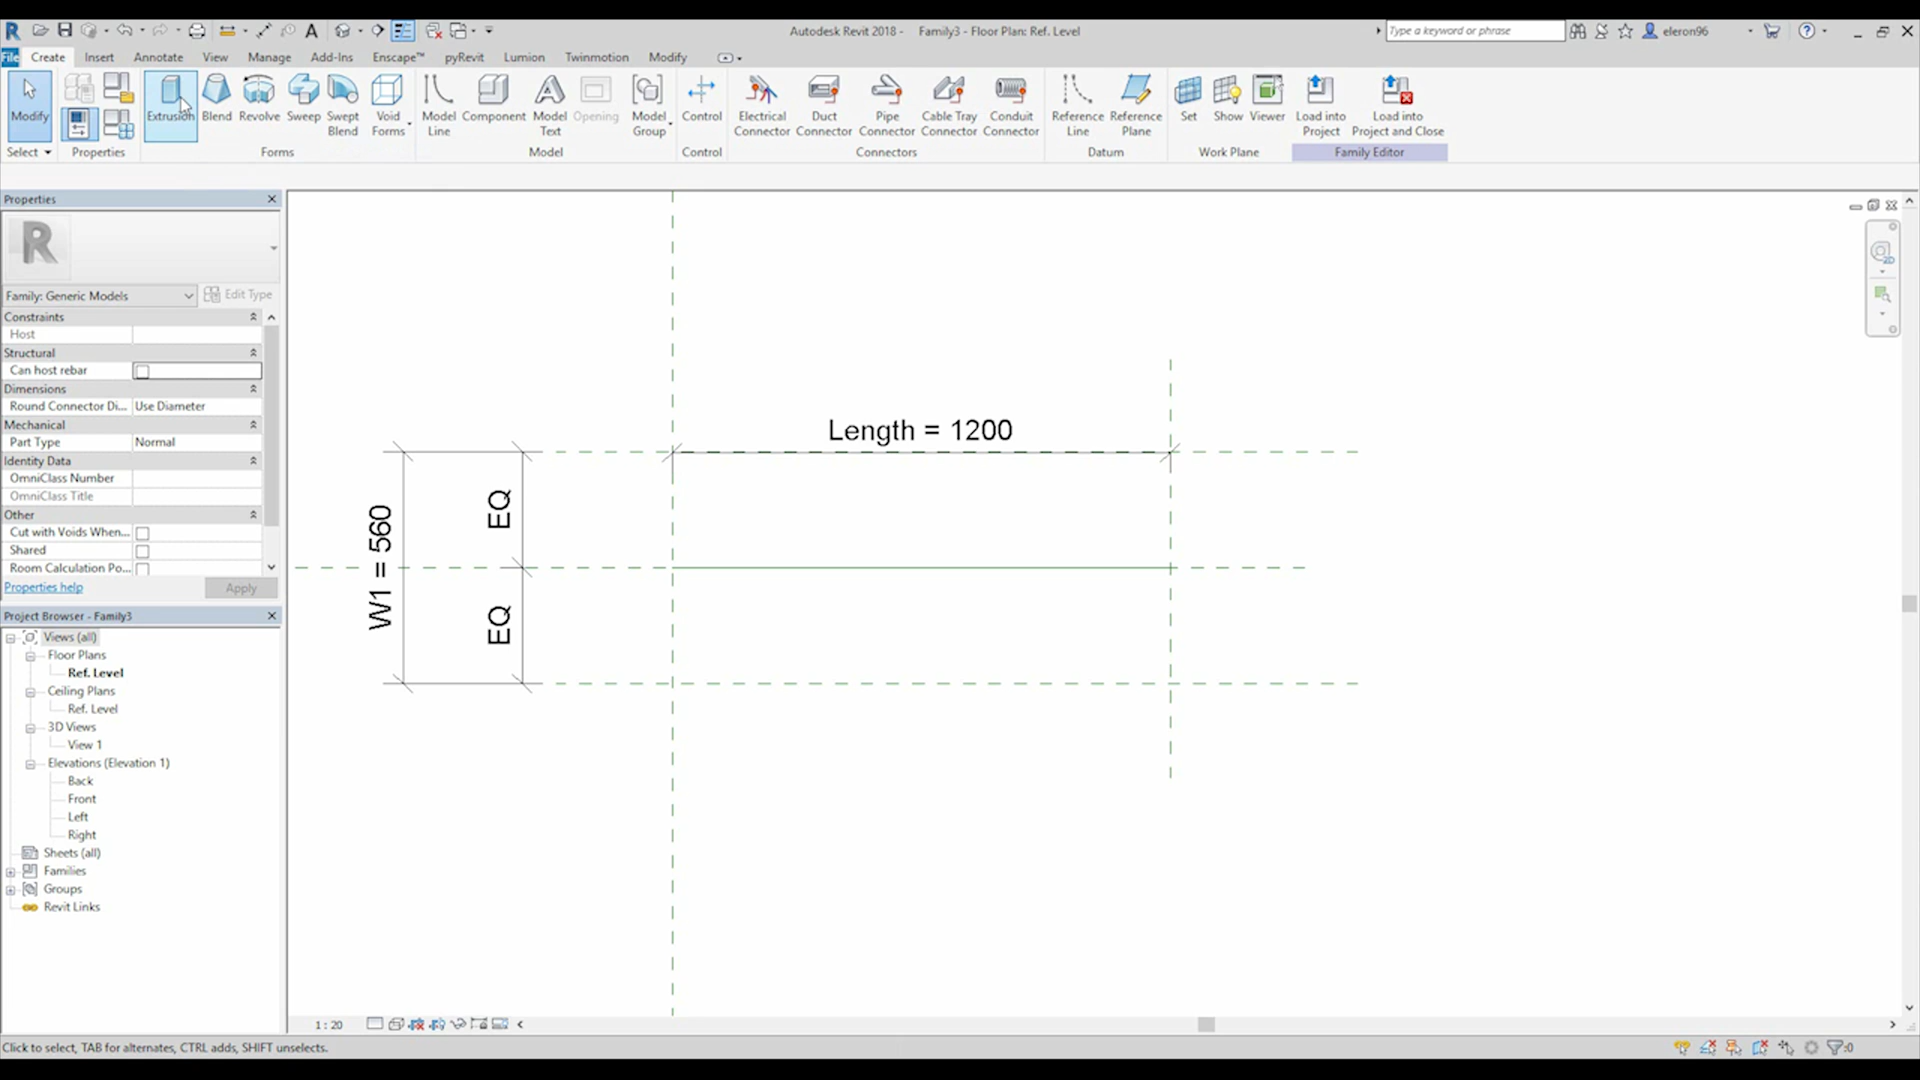 Autodesk Revit 2018 -     Family3 - Floor Plan: Ref. Level
Type a keyword or phrase
eleron96
File Create Insert Annotate View Manage Add-Ins Enscape™ pyRevit Lumion Twinmotion Modify
Modify
Extrusion Blend Revolve Sweep Swept Blend Void Forms
Model Line Component Model Text Opening Model Group
Control
Electrical Connector Duct Connector Pipe Connector Cable Tray Connector Conduit Connector
Reference Line Reference Plane
Set Show Viewer
Load into Project Load into Project and Close
Select Properties Forms Model Control Connectors Datum Work Plane Family Editor
Properties
R
Family: Generic Models Edit Type
Constraints
Host
Structural
Can host rebar
Dimensions
Round Connector Di... Use Diameter
Mechanical
Part Type Normal
Identity Data
OmniClass Number
OmniClass Title
Other
Cut with Voids When...
Shared
Room Calculation Po...
Properties help Apply
Project Browser - Family3
Views (all)
Floor Plans
Ref. Level
Ceiling Plans
Ref. Level
3D Views
View 1
Elevations (Elevation 1)
Back
Front
Left
Right
Sheets (all)
Families
Groups
Revit Links
Length = 1200
W1 = 560
EQ
EQ
2D
1 : 20
Click to select, TAB for alternates, CTRL adds, SHIFT unselects.
:0